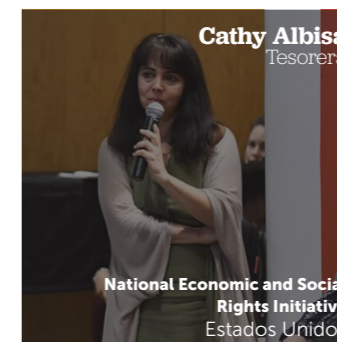 Cathy Albisa
Tesorera
National Economic and Socia
Rights Initiativ
Estados Unido